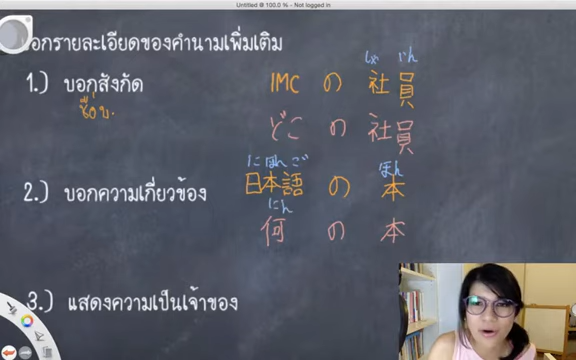 Untitled @ 100.0 % - Not logged in
บอกรายละเอียดของคำนามเพิ่มเติม
しゃ いん
1.) บอกสังกัด IMC の 社員
ชื่อบ.
どこ の 社員
にほん ご ほん
2.) บอกความเกี่ยวข้อง 日本語 の 本
なん
何 の 本
3.) แสดงความเป็นเจ้าของ